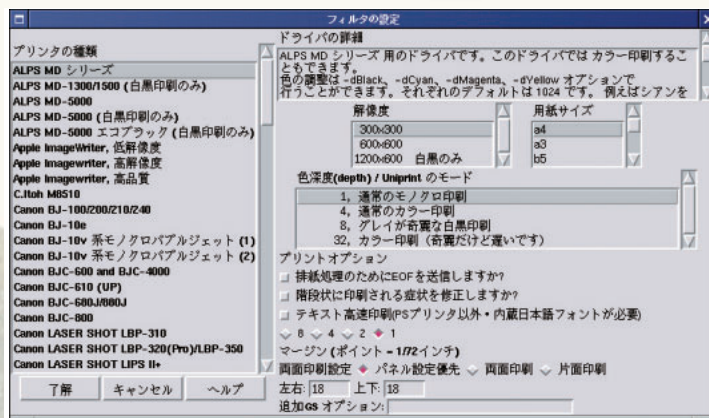 フィルタの設定
プリンタの種類
ALPS MD シリーズ
ALPS MD-1300/1500 (白黒印刷のみ)
ALPS MD-5000
ALPS MD-5000 (白黒印刷のみ)
ALPS MD-5000 エコブラック (白黒印刷のみ)
Apple ImageWriter, 低解像度
Apple Imagewriter, 高解像度
Apple Imagewriter, 高品質
C.Itoh M8510
Canon BJ-100/200/210/240
Canon BJ-10e
Canon BJ-10v 系モノクロバブルジェット (1)
Canon BJ-10v 系モノクロバブルジェット (2)
Canon BJC-600 and BJC-4000
Canon BJC-610 (UP)
Canon BJC-680J/880J
Canon BJC-800
Canon LASER SHOT LBP-310
Canon LASER SHOT LBP-320(Pro)/LBP-350
Canon LASER SHOT LIPS II+
了解
キャンセル
ヘルプ
ドライバの詳細
ALPS MD シリーズ 用のドライバです。このドライバでは カラー印刷するこ
ともできます。
色の調整は -dBlack、-dCyan、-dMagenta、-dYellow オプションで
行うことができます。それぞれのデフォルトは 1024 です。 例えばシアンを
解像度
300x300
600x600
1200x600 白黒のみ
用紙サイズ
a4
a3
b5
色深度(depth) / Uniprint のモード
1, 通常のモノクロ印刷
4, 通常のカラー印刷
8, グレイが奇麗な白黒印刷
32, カラー印刷 (奇麗だけど遅いです)
プリントオプション
排紙処理のためにEOFを送信しますか?
階段状に印刷される症状を修正しますか?
テキスト高速印刷(PSプリンタ以外・内蔵日本語フォントが必要)
8 4 2 1
マージン (ポイント = 1/72インチ)
両面印刷設定 パネル設定優先 両面印刷 片面印刷
左右: 18 上下: 18
追加GS オプション: